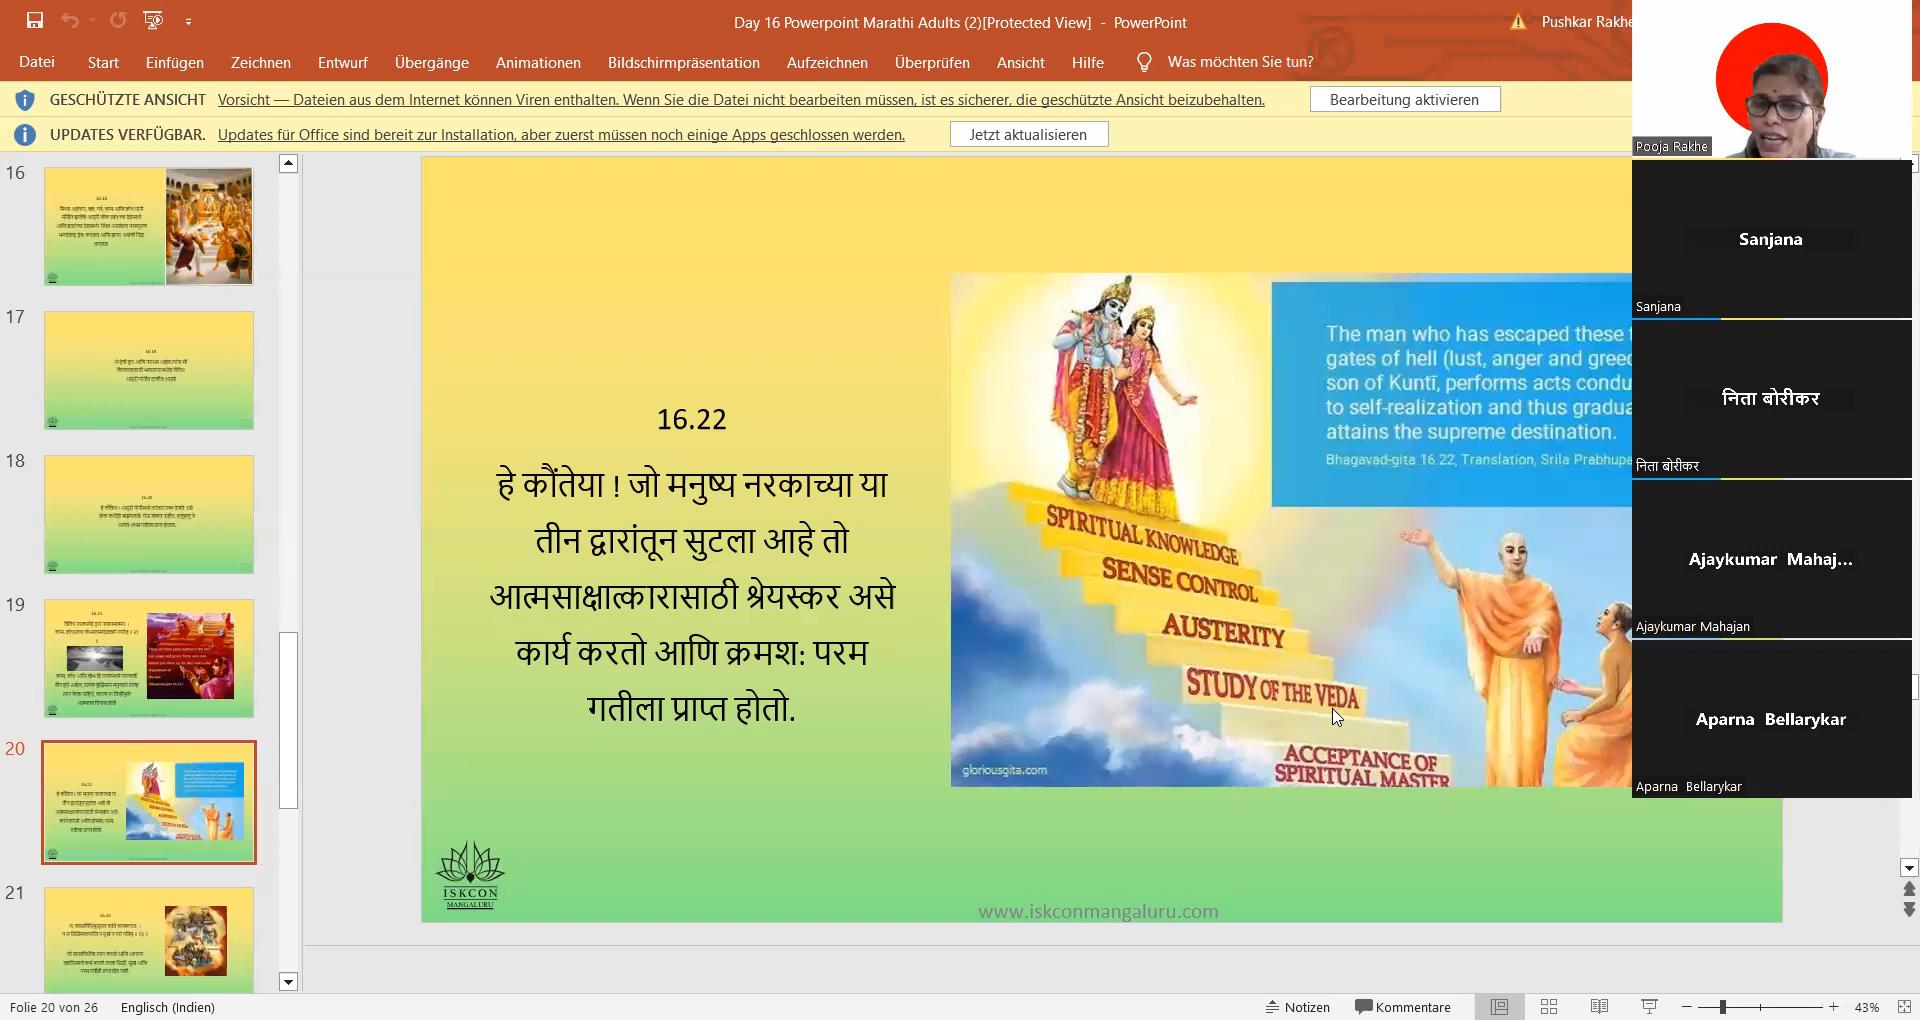 Day 16 Powerpoint Marathi Adults (2)[Protected View] - PowerPoint
Pushkar Rakhe
Datei Start Einfügen Zeichnen Entwurf Übergänge Animationen Bildschirmpräsentation Aufzeichnen Überprüfen Ansicht Hilfe Was möchten Sie tun?
GESCHÜTZTE ANSICHT Vorsicht — Dateien aus dem Internet können Viren enthalten. Wenn Sie die Datei nicht bearbeiten müssen, ist es sicherer, die geschützte Ansicht beizubehalten. Bearbeitung aktivieren
UPDATES VERFÜGBAR. Updates für Office sind bereit zur Installation, aber zuerst müssen noch einige Apps geschlossen werden. Jetzt aktualisieren
16
17
18
19
20
21
16.22
हे कौंतेया ! जो मनुष्य नरकाच्या या
तीन द्वारांतून सुटला आहे तो
आत्मसाक्षात्कारासाठी श्रेयस्कर असे
कार्य करतो आणि क्रमश: परम
गतीला प्राप्त होतो.
The man who has escaped these
gates of hell (lust, anger and
son of Kuntī, performs acts
to self-realization and thus
attains the supreme destination.
Bhagavad-gita 16.22, Translation, Srila
SPIRITUAL KNOWLEDGE
SENSE CONTROL
AUSTERITY
STUDY OF THE VEDA
ACCEPTANCE OF
SPIRITUAL MASTER
gloriousgita.com
ISKCON
MANGALURU
www.iskconmangaluru.com
Pooja Rakhe
Sanjana
Sanjana
निता बोरीकर
निता बोरीकर
Ajaykumar Mahaj...
Ajaykumar Mahajan
Aparna Bellarykar
Aparna Bellarykar
Folie 20 von 26 Englisch (Indien) Notizen Kommentare 43%